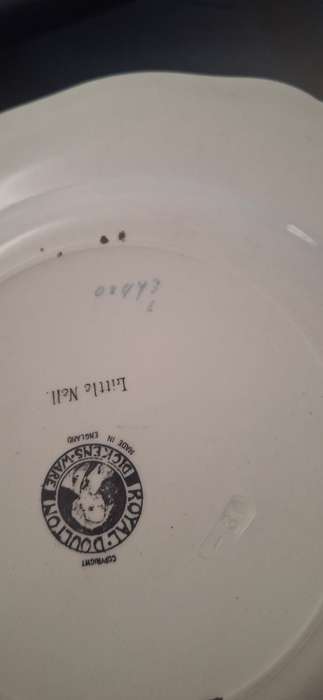 COPYRIGHT
ROYAL·DOULTON
DICKENS·WARE
MADE IN
ENGLAND
Little Nell.